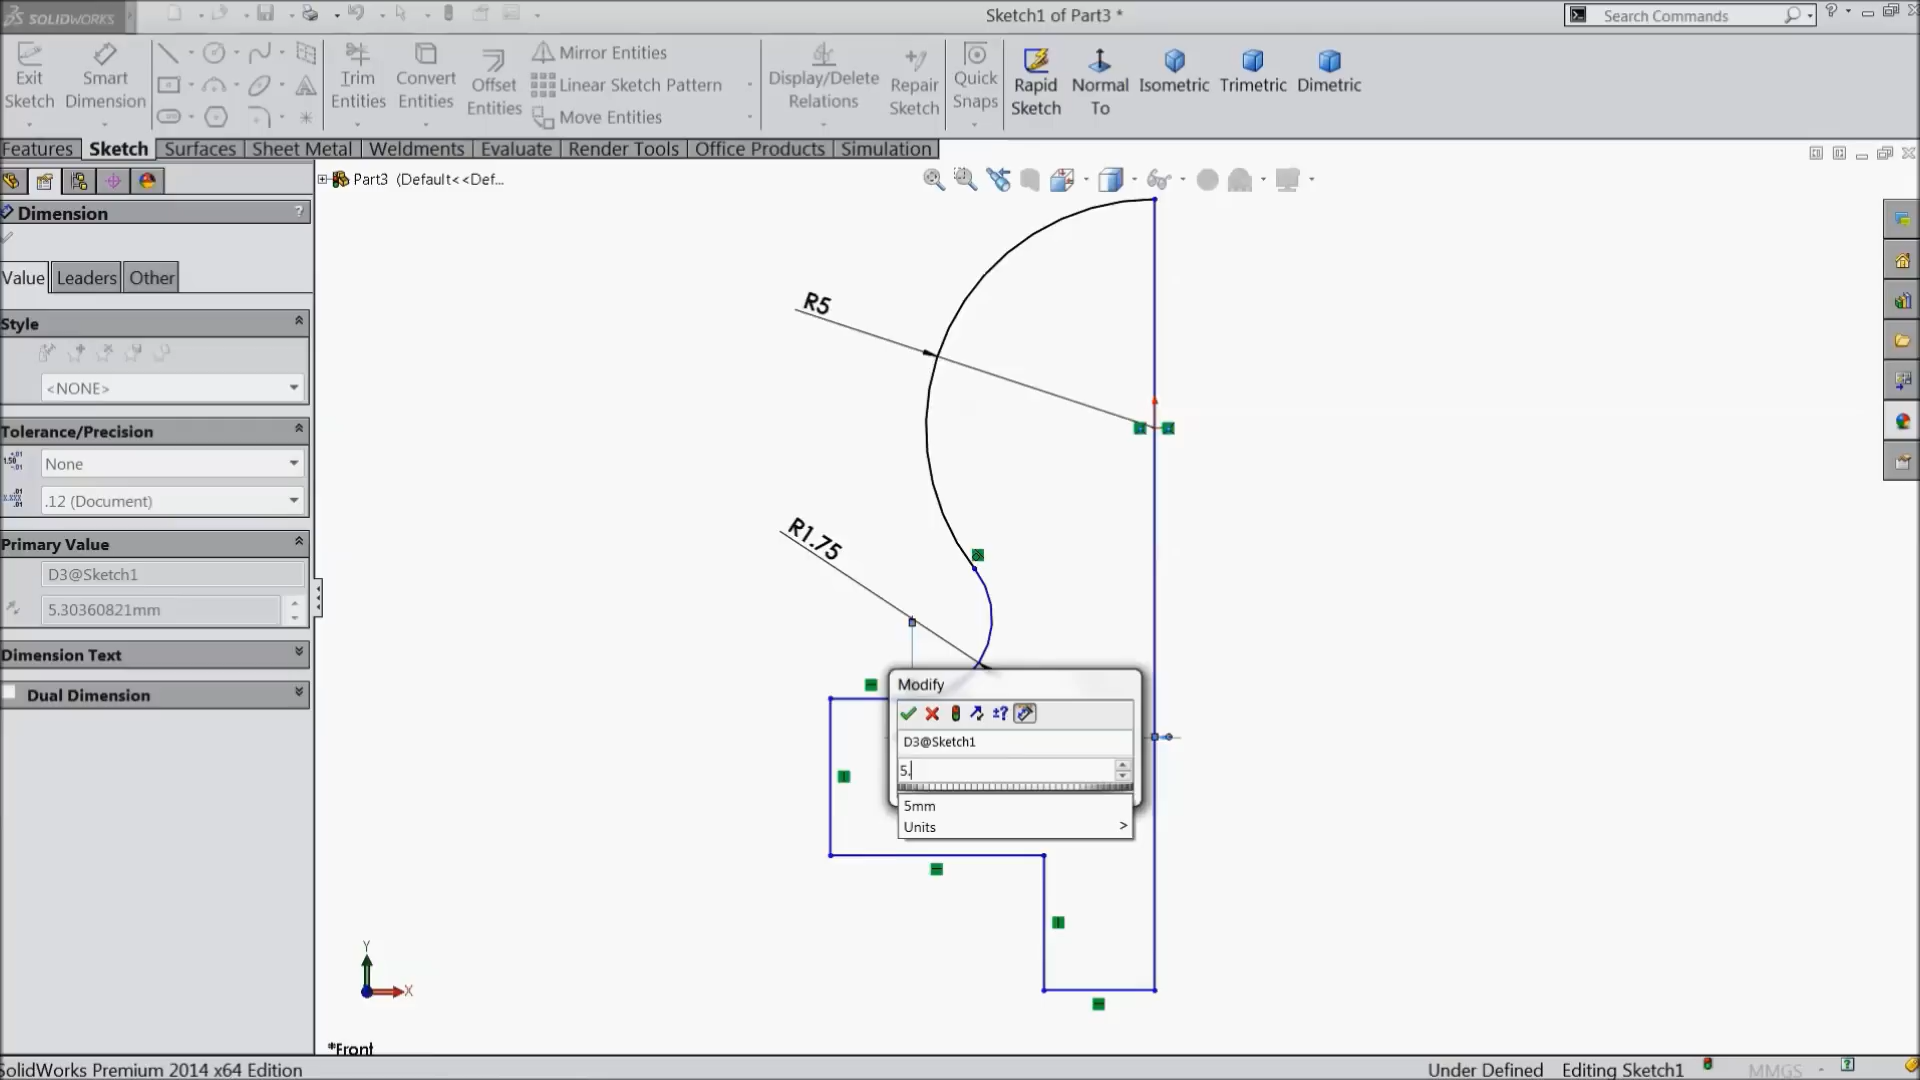 SOLIDWORKS
Sketch1 of Part3 *
Search Commands
Exit Sketch
Smart Dimension
Trim Entities
Convert Entities
Offset Entities
Mirror Entities
Linear Sketch Pattern
Move Entities
Display/Delete Relations
Repair Sketch
Quick Snaps
Rapid Sketch
Normal To
Isometric
Trimetric
Dimetric
Features
Sketch
Surfaces
Sheet Metal
Weldments
Evaluate
Render Tools
Office Products
Simulation
Part3 (Default<<Def...
Dimension
?
Value
Leaders
Other
Style
<NONE>
Tolerance/Precision
None
.12 (Document)
Primary Value
D3@Sketch1
5.30360821mm
Dimension Text
Dual Dimension
R5
R1.75
Modify
±?
D3@Sketch1
5.
5mm
Units >
Y
X
*Front
SolidWorks Premium 2014 x64 Edition
Under Defined
Editing Sketch1
MMGS